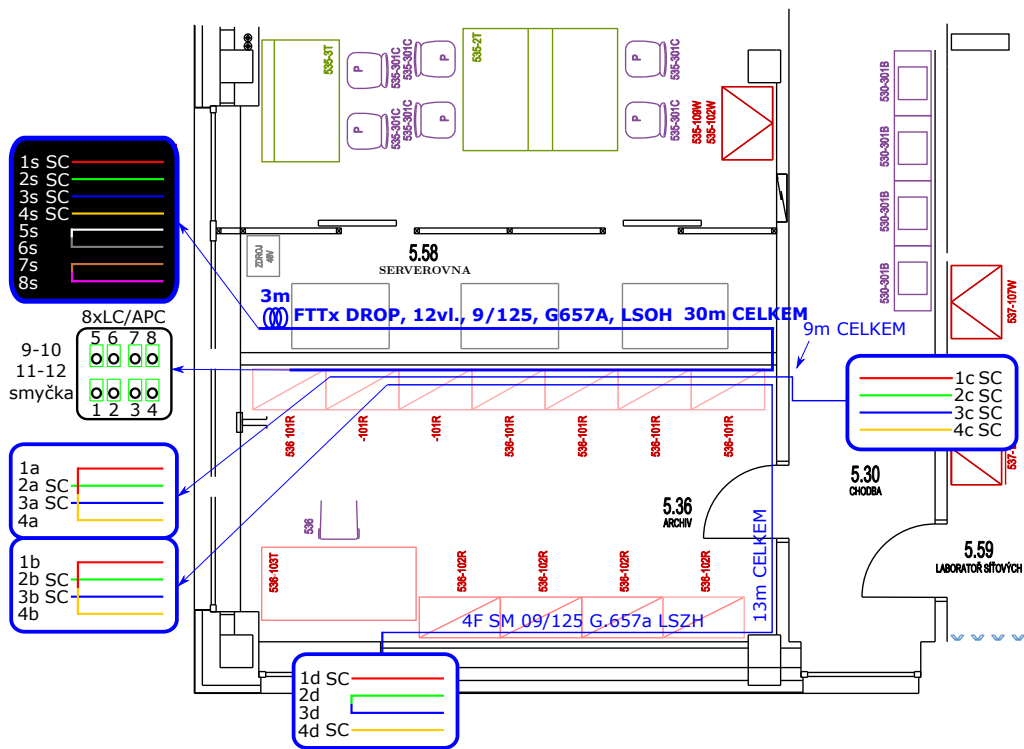 535-3T
535-301C
535-301C
535-301C
535-301C
P
P
P
P
P
P
535-2T
535-301C
535-301C
535-109W
535-102W
530-301B
530-301B
530-301B
530-301B
537-107W
1s SC
2s SC
3s SC
4s SC
5s
6s
7s
8s
ZDROJ
48V
5.58
SERVEROVNA
3m
FTTx DROP, 12vl., 9/125, G657A, LSOH 30m CELKEM
9m CELKEM
8xLC/APC
5 6 7 8
9-10
11-12
smyčka
1 2 3 4
1c SC
2c SC
3c SC
4c SC
537-1
536 101R
-101R
-101R
536-101R
536-101R
536-101R
536-101R
1a
2a SC
3a SC
4a
5.30
CHODBA
5.36
ARCHIV
536
1b
2b SC
3b SC
4b
536-103T
536-102R
536-102R
536-102R
536-102R
5.59
LABORATOŘ SÍŤOVÝCH
13m CELKEM
4F SM 09/125 G.657a LSZH
1d SC
2d
3d
4d SC